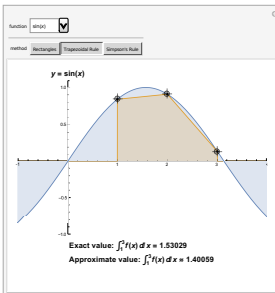 function sin(x)
method Rectangles Trapezoidal Rule Simpson's Rule
y = sin(x)
1.0
0.5
-1 1 2 3 4
-0.5
-1.0
Exact value: ∫₁³ f(x) dx = 1.53029
Approximate value: ∫₁³ f(x) dx = 1.40059